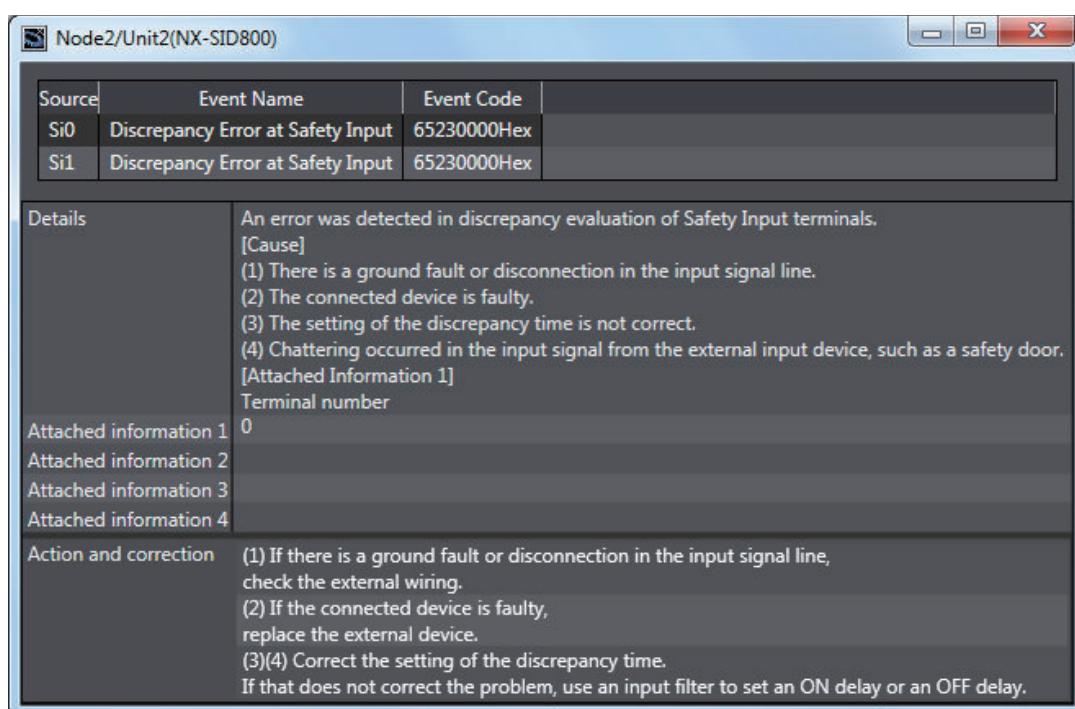 Node2/Unit2(NX-SID800)
Source Event Name Event Code
Si0 Discrepancy Error at Safety Input 65230000Hex
Si1 Discrepancy Error at Safety Input 65230000Hex
Details An error was detected in discrepancy evaluation of Safety Input terminals.
[Cause]
(1) There is a ground fault or disconnection in the input signal line.
(2) The connected device is faulty.
(3) The setting of the discrepancy time is not correct.
(4) Chattering occurred in the input signal from the external input device, such as a safety door.
[Attached Information 1]
Terminal number
Attached information 1 0
Attached information 2
Attached information 3
Attached information 4
Action and correction (1) If there is a ground fault or disconnection in the input signal line,
check the external wiring.
(2) If the connected device is faulty,
replace the external device.
(3)(4) Correct the setting of the discrepancy time.
If that does not correct the problem, use an input filter to set an ON delay or an OFF delay.